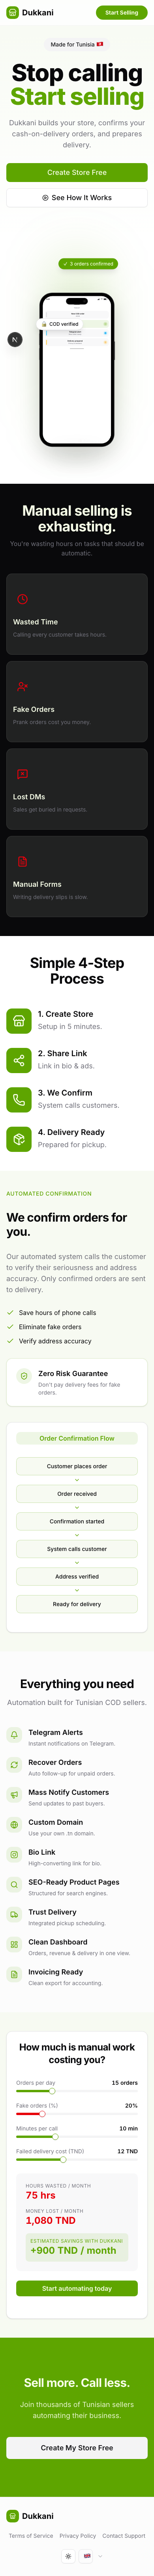 Dukkani
Start Selling
Made for Tunisia
Stop calling
Start selling
Dukkani builds your store, confirms your
cash-on-delivery orders, and prepares
delivery.
Create Store Free
See How It Works
3 orders confirmed
COD verified
Manual selling is
exhausting.
You're wasting hours on tasks that should be
automatic.
Wasted Time
Calling every customer takes hours.
Fake Orders
Prank orders cost you money.
Lost DMs
Sales get buried in requests.
Manual Forms
Writing delivery slips is slow.
Simple 4-Step
Process
1. Create Store
Setup in 5 minutes.
2. Share Link
Link in bio & ads.
3. We Confirm
System calls customers.
4. Delivery Ready
Prepared for pickup.
AUTOMATED CONFIRMATION
We confirm orders for
you.
Our automated system calls the customer
to verify their seriousness and address
accuracy. Only confirmed orders are sent
to delivery.
Save hours of phone calls
Eliminate fake orders
Verify address accuracy
Zero Risk Guarantee
Don't pay delivery fees for fake
orders.
Order Confirmation Flow
Customer places order
Order received
Confirmation started
System calls customer
Address verified
Ready for delivery
Everything you need
Automation built for Tunisian COD sellers.
Telegram Alerts
Instant notifications on Telegram.
Recover Orders
Auto follow-up for unpaid orders.
Mass Notify Customers
Send updates to past buyers.
Custom Domain
Use your own .tn domain.
Bio Link
High-converting link for bio.
SEO-Ready Product Pages
Structured for search engines.
Trust Delivery
Integrated pickup scheduling.
Clean Dashboard
Orders, revenue & delivery in one view.
Invoicing Ready
Clean export for accounting.
How much is manual work
costing you?
Orders per day 15 orders
Fake orders (%) 20%
Minutes per call 10 min
Failed delivery cost (TND) 12 TND
HOURS WASTED / MONTH
75 hrs
MONEY LOST / MONTH
1,080 TND
ESTIMATED SAVINGS WITH DUKKANI
+900 TND / month
Start automating today
Sell more. Call less.
Join thousands of Tunisian sellers
automating their business.
Create My Store Free
Dukkani
Terms of Service Privacy Policy Contact Support